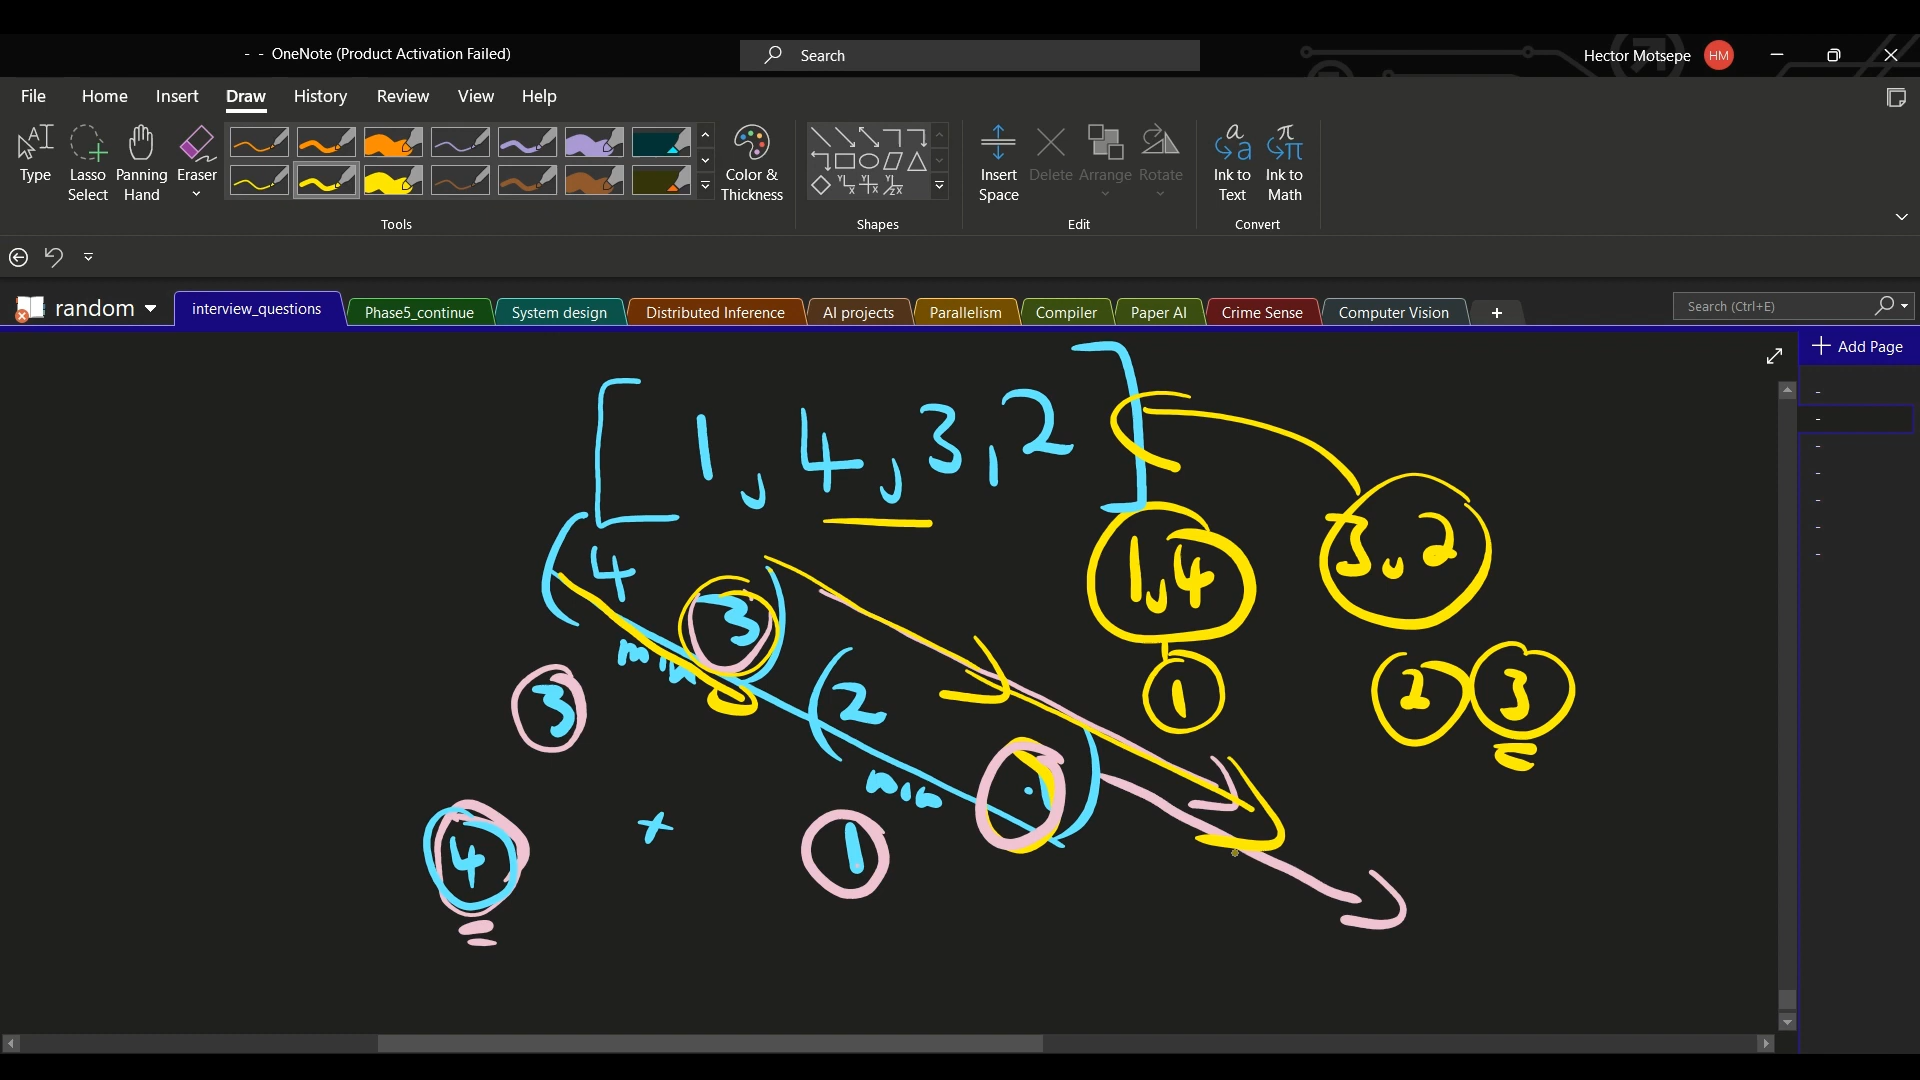 - - OneNote (Product Activation Failed)
Search
Hector Motsepe HM
File Home Insert Draw History Review View Help
Type
Lasso Select
Panning Hand
Eraser
Color & Thickness
Insert Space
Delete
Arrange
Rotate
Ink to Text
Ink to Math
Tools
Shapes
Edit
Convert
random
interview_questions Phase5_continue System design Distributed Inference AI projects Parallelism Compiler Paper AI Crime Sense Computer Vision +
Search (Ctrl+E)
Add Page
[1, 4, 3, 2]
(4 3)
min
1, 4
3, 2
3
(2 1)
min
1
2 3
4 + 1